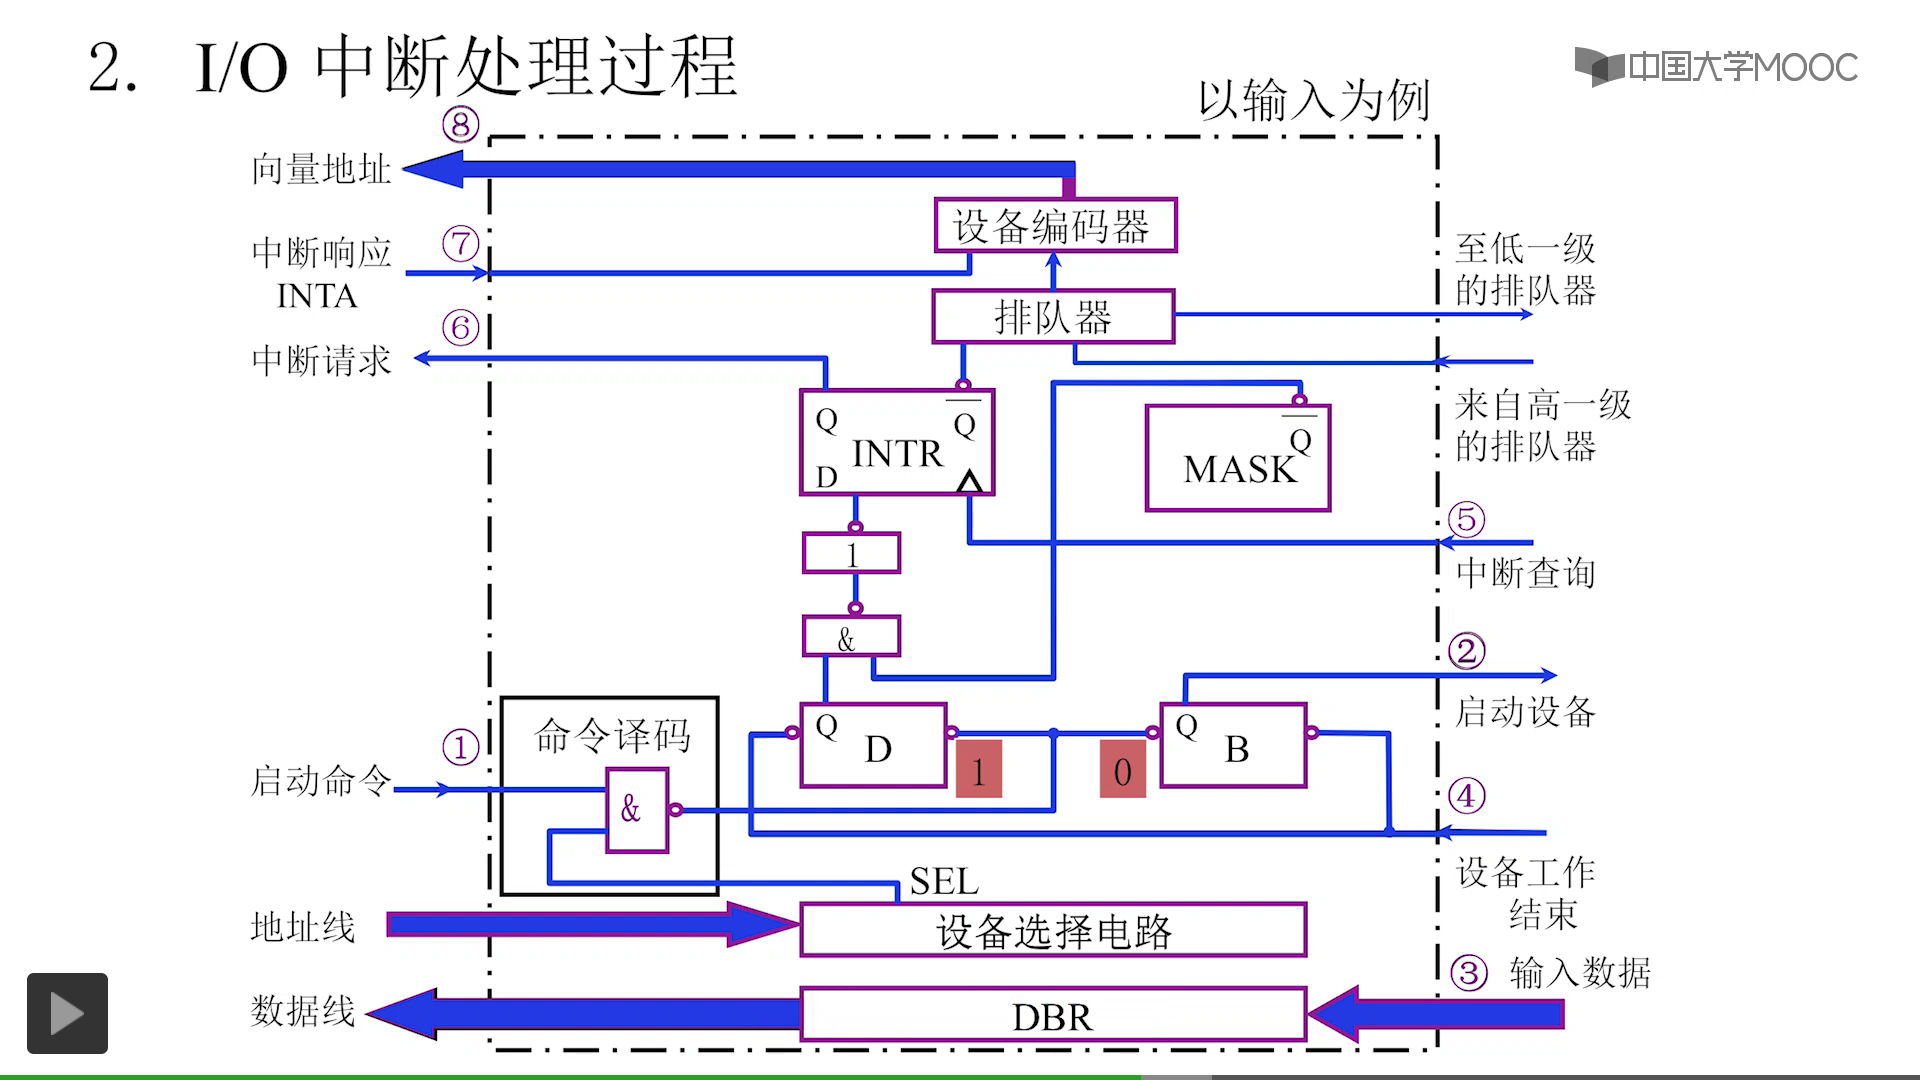 2. I/O 中断处理过程
中国大学MOOC
以输入为例
⑧
向量地址
设备编码器
⑦
中断响应
INTA
至低一级
的排队器
排队器
⑥
中断请求
来自高一级
的排队器
Q
Q
INTR
D
Q
MASK
⑤
中断查询
1
&
②
启动设备
命令译码
①
启动命令
&
Q
D
1
0
Q
B
④
设备工作
结束
SEL
地址线
设备选择电路
③ 输入数据
数据线
DBR